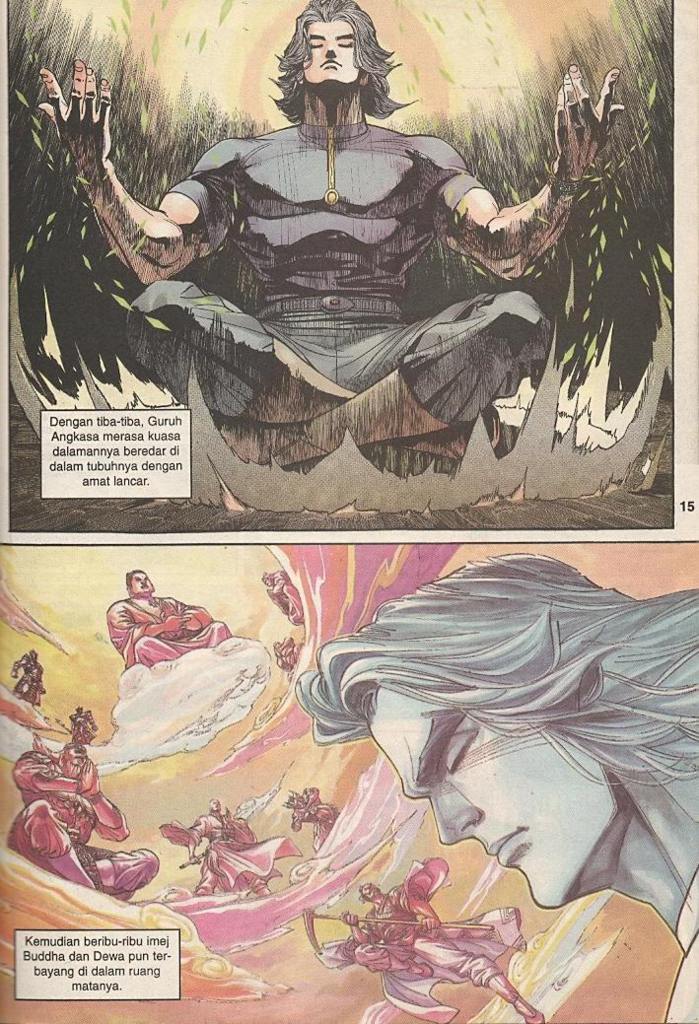 Dengan tiba-tiba, Guruh
Angkasa merasa kuasa
dalamannya beredar di
dalam tubuhnya dengan
amat lancar.
15
Kemudian beribu-ribu imej
Buddha dan Dewa pun ter-
bayang di dalam ruang
matanya.